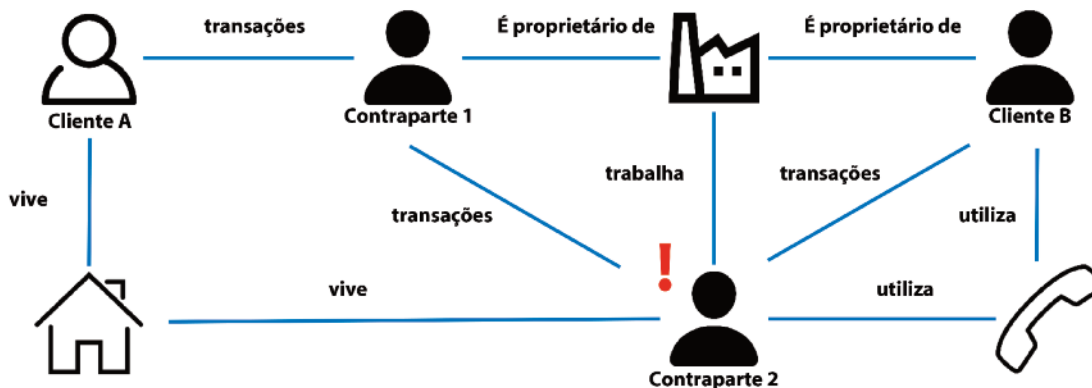 transações
É proprietário de
É proprietário de
Cliente A
Contraparte 1
Cliente B
vive
trabalha
transações
transações
utiliza
!
vive
utiliza
Contraparte 2